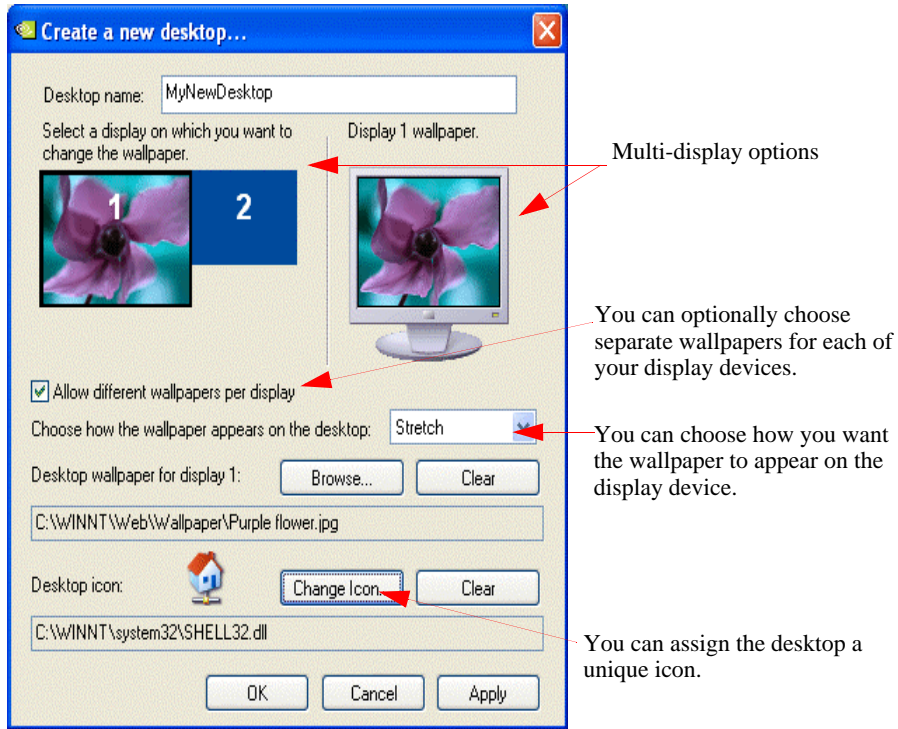 Create a new desktop...
Desktop name: MyNewDesktop
Select a display on which you want to
change the wallpaper.
Display 1 wallpaper.
1
2
Multi-display options
You can optionally choose
separate wallpapers for each of
your display devices.
Allow different wallpapers per display
Choose how the wallpaper appears on the desktop: Stretch
You can choose how you want
the wallpaper to appear on the
display device.
Desktop wallpaper for display 1: Browse... Clear
C:\WINNT\Web\Wallpaper\Purple flower.jpg
Desktop icon: Change Icon.. Clear
C:\WINNT\system32\SHELL32.dll
You can assign the desktop a
unique icon.
OK Cancel Apply